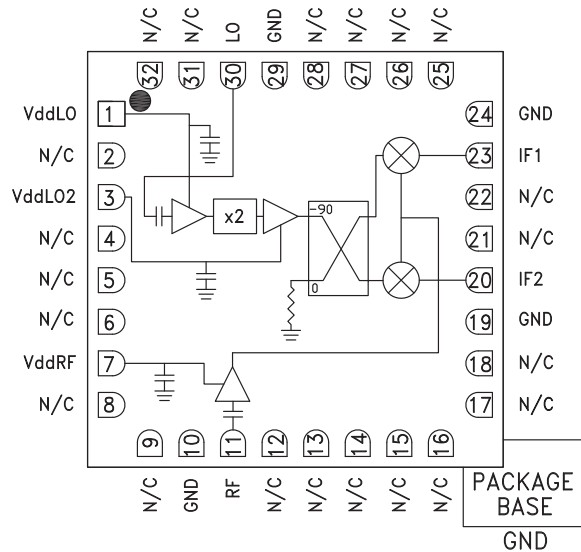 N/C N/C LO GND N/C N/C N/C N/C
32 31 30 29 28 27 26 25
VddLO 1
N/C 2
VddLO2 3
N/C 4
N/C 5
N/C 6
VddRF 7
N/C 8
x2
-90
0
24 GND
23 IF1
22 N/C
21 N/C
20 IF2
19 GND
18 N/C
17 N/C
9 10 11 12 13 14 15 16
N/C GND RF N/C N/C N/C N/C N/C
PACKAGE
BASE
GND